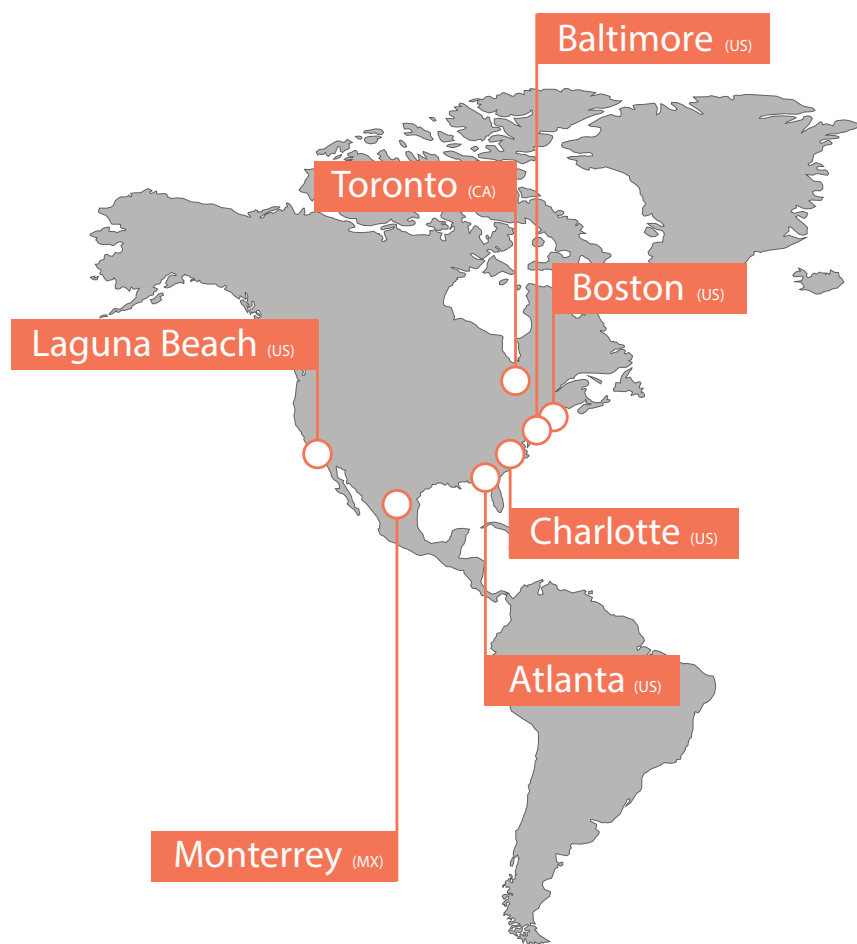 Baltimore (US)
Toronto (CA)
Boston (US)
Laguna Beach (US)
Charlotte (US)
Atlanta (US)
Monterrey (MX)